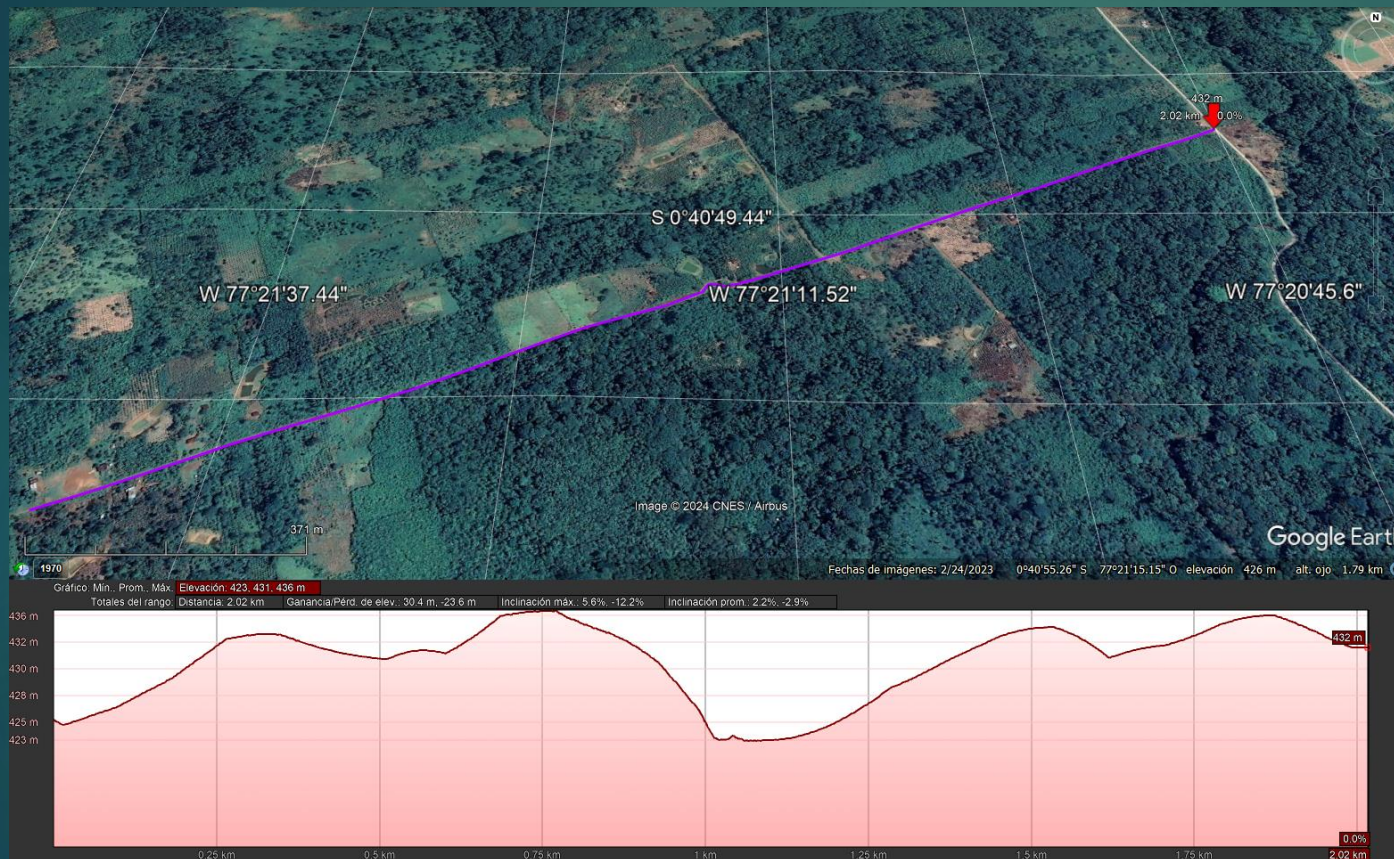 N
432 m
2.02 km 0.0%
S 0°40'49.44"
W 77°21'37.44"
W 77°21'11.52"
W 77°20'45.6"
Image © 2024 CNES / Airbus
371 m
Google Eart
1970
Fechas de imágenes: 2/24/2023 0°40'55.26" S 77°21'15.15" O elevación 426 m alt. ojo 1.79 km
Gráfico: Mín., Prom., Máx. Elevación: 423, 431, 436 m
Totales del rango: Distancia: 2.02 km Ganancia/Pérd. de elev.: 30.4 m, -23.6 m Inclinación máx.: 5.6%, -12.2% Inclinación prom.: 2.2%, -2.9%
436 m
432 m
432 m
430 m
428 m
425 m
423 m
0.0%
0.25 km 0.5 km 0.75 km 1 km 1.25 km 1.5 km 1.75 km 2.02 km